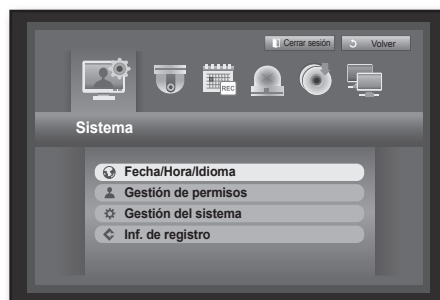 Cerrar sesión
Volver
REC
Sistema
Fecha/Hora/Idioma
Gestión de permisos
Gestión del sistema
Inf. de registro